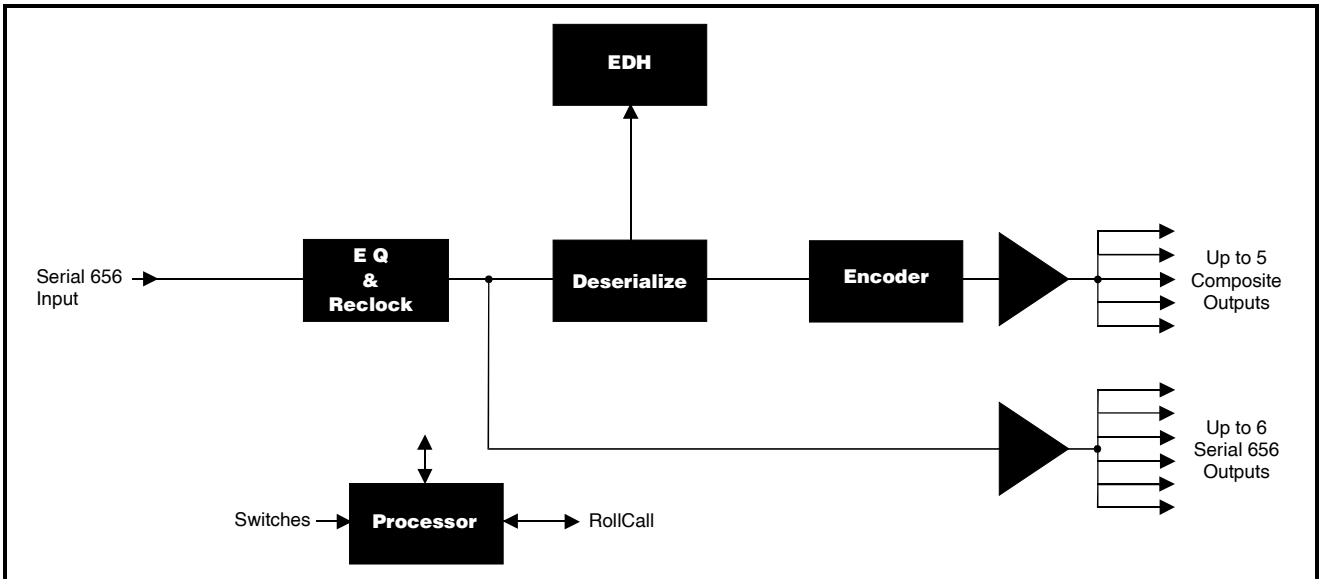 EDH
Serial 656
Input
E Q
&
Reclock
Deserialize
Encoder
Up to 5
Composite
Outputs
Up to 6
Serial 656
Outputs
Switches
Processor
RollCall